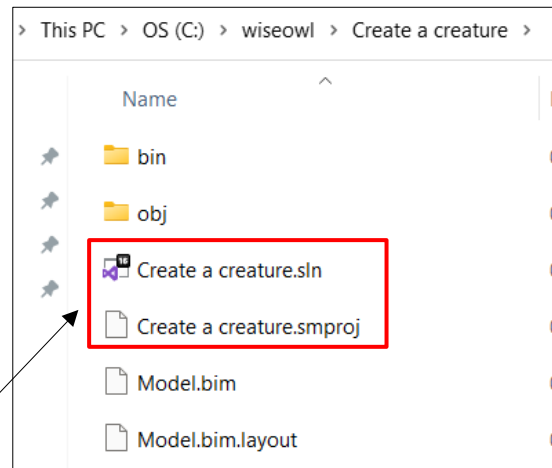 > This PC > OS (C:) > wiseowl > Create a creature >
Name
bin
obj
Create a creature.sln
Create a creature.smproj
Model.bim
Model.bim.layout